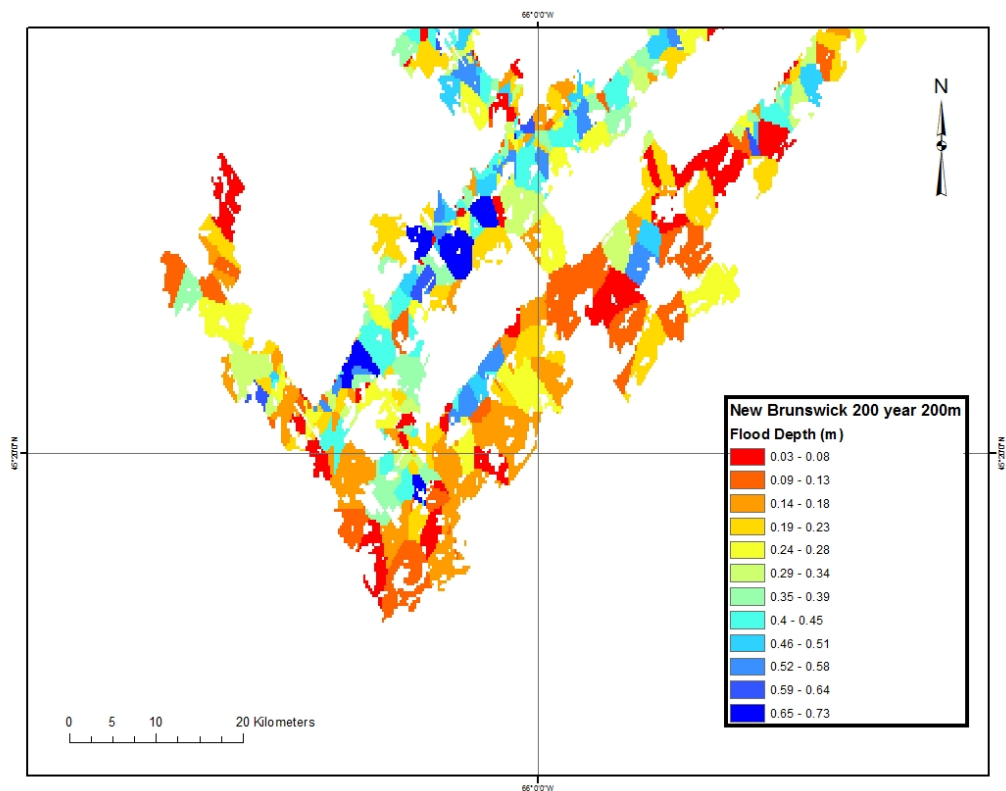 66°0'0"W
N
New Brunswick 200 year 200m
Flood Depth (m)
0.03 - 0.08
0.09 - 0.13
0.14 - 0.18
0.19 - 0.23
0.24 - 0.28
0.29 - 0.34
0.35 - 0.39
0.4 - 0.45
0.46 - 0.51
0.52 - 0.58
0.59 - 0.64
0.65 - 0.73
0 5 10 20 Kilometers
66°0'0"W